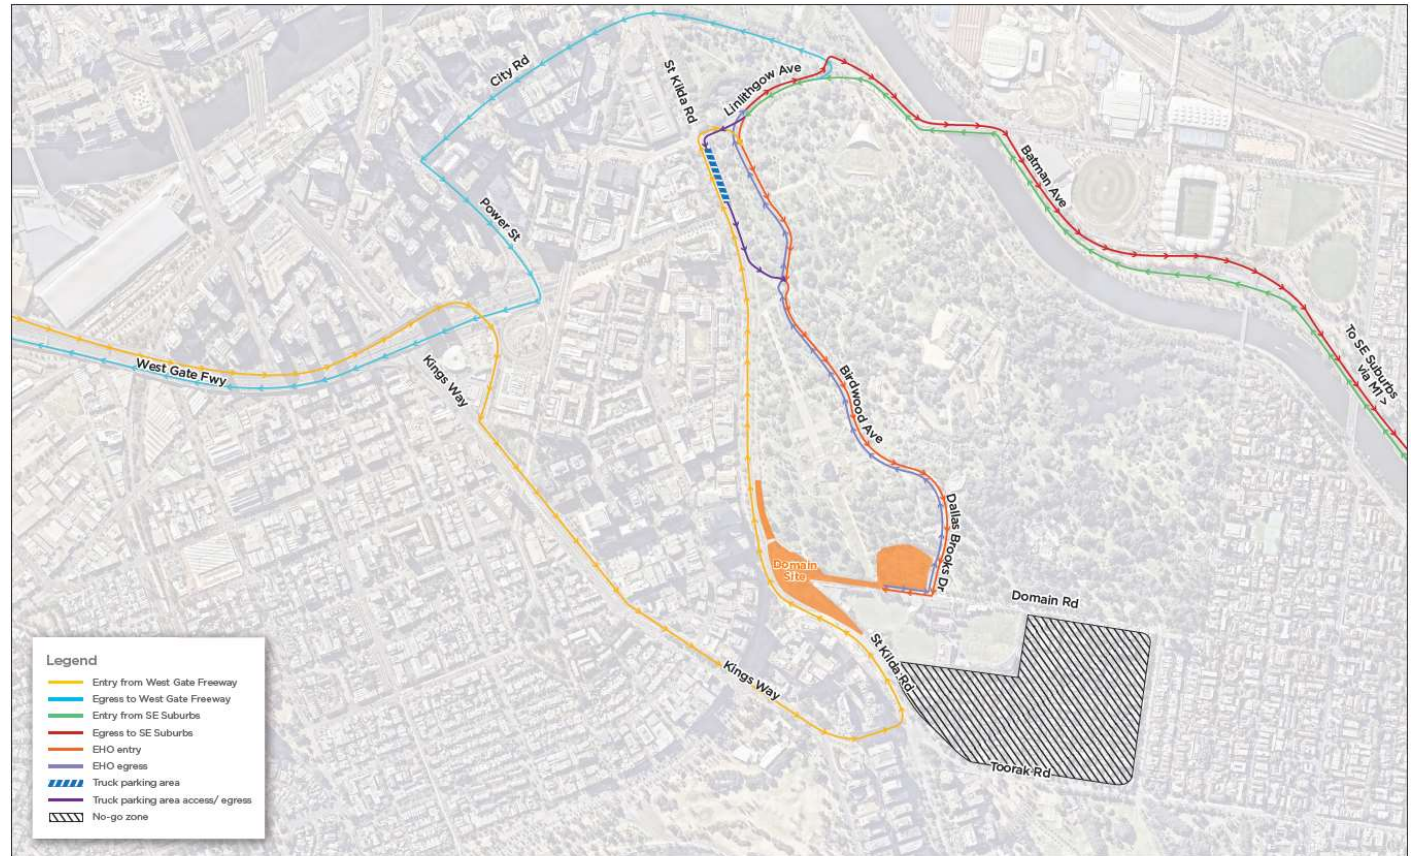 City Rd
St Kilda Rd
Linlithgow Ave
Batman Ave
Power St
West Gate Fwy
Kings Way
Birdwood Ave
To SE Suburbs
via M1 >
Dallas Brooks Dr
Domain
Site
Domain Rd
St Kilda Rd
Kings Way
Toorak Rd
Legend
Entry from West Gate Freeway
Egress to West Gate Freeway
Entry from SE Suburbs
Egress to SE Suburbs
EHO entry
EHO egress
Truck parking area
Truck parking area access/ egress
No-go zone